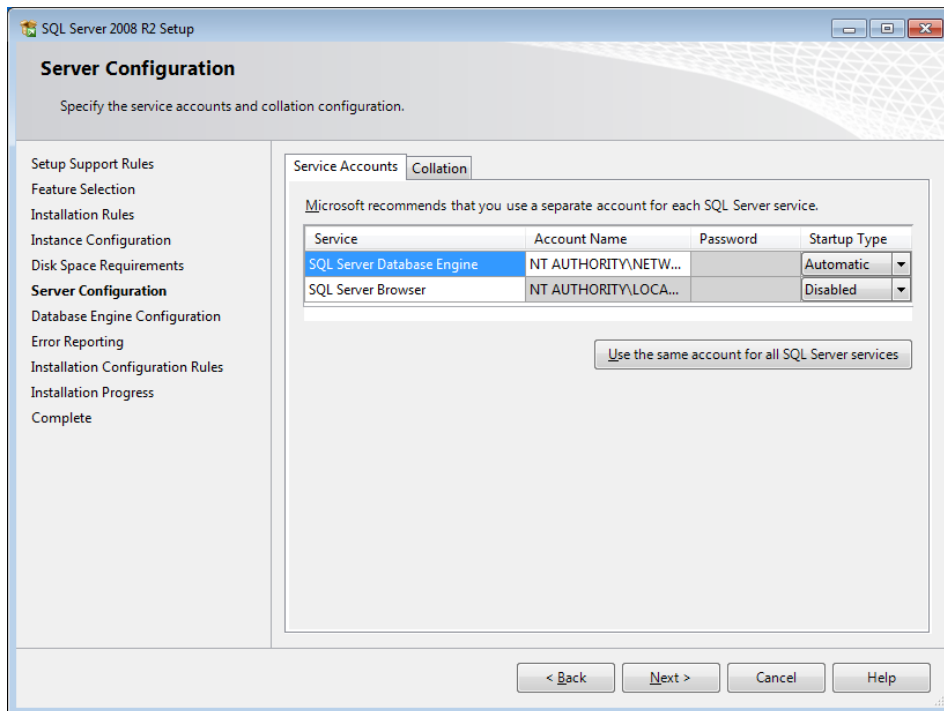 SQL Server 2008 R2 Setup
Server Configuration
Specify the service accounts and collation configuration.
Setup Support Rules
Feature Selection
Installation Rules
Instance Configuration
Disk Space Requirements
Server Configuration
Database Engine Configuration
Error Reporting
Installation Configuration Rules
Installation Progress
Complete
Service Accounts Collation
Microsoft recommends that you use a separate account for each SQL Server service.
Service Account Name Password Startup Type
SQL Server Database Engine NT AUTHORITY\NETW... Automatic
SQL Server Browser NT AUTHORITY\LOCA... Disabled
Use the same account for all SQL Server services
< Back Next > Cancel Help